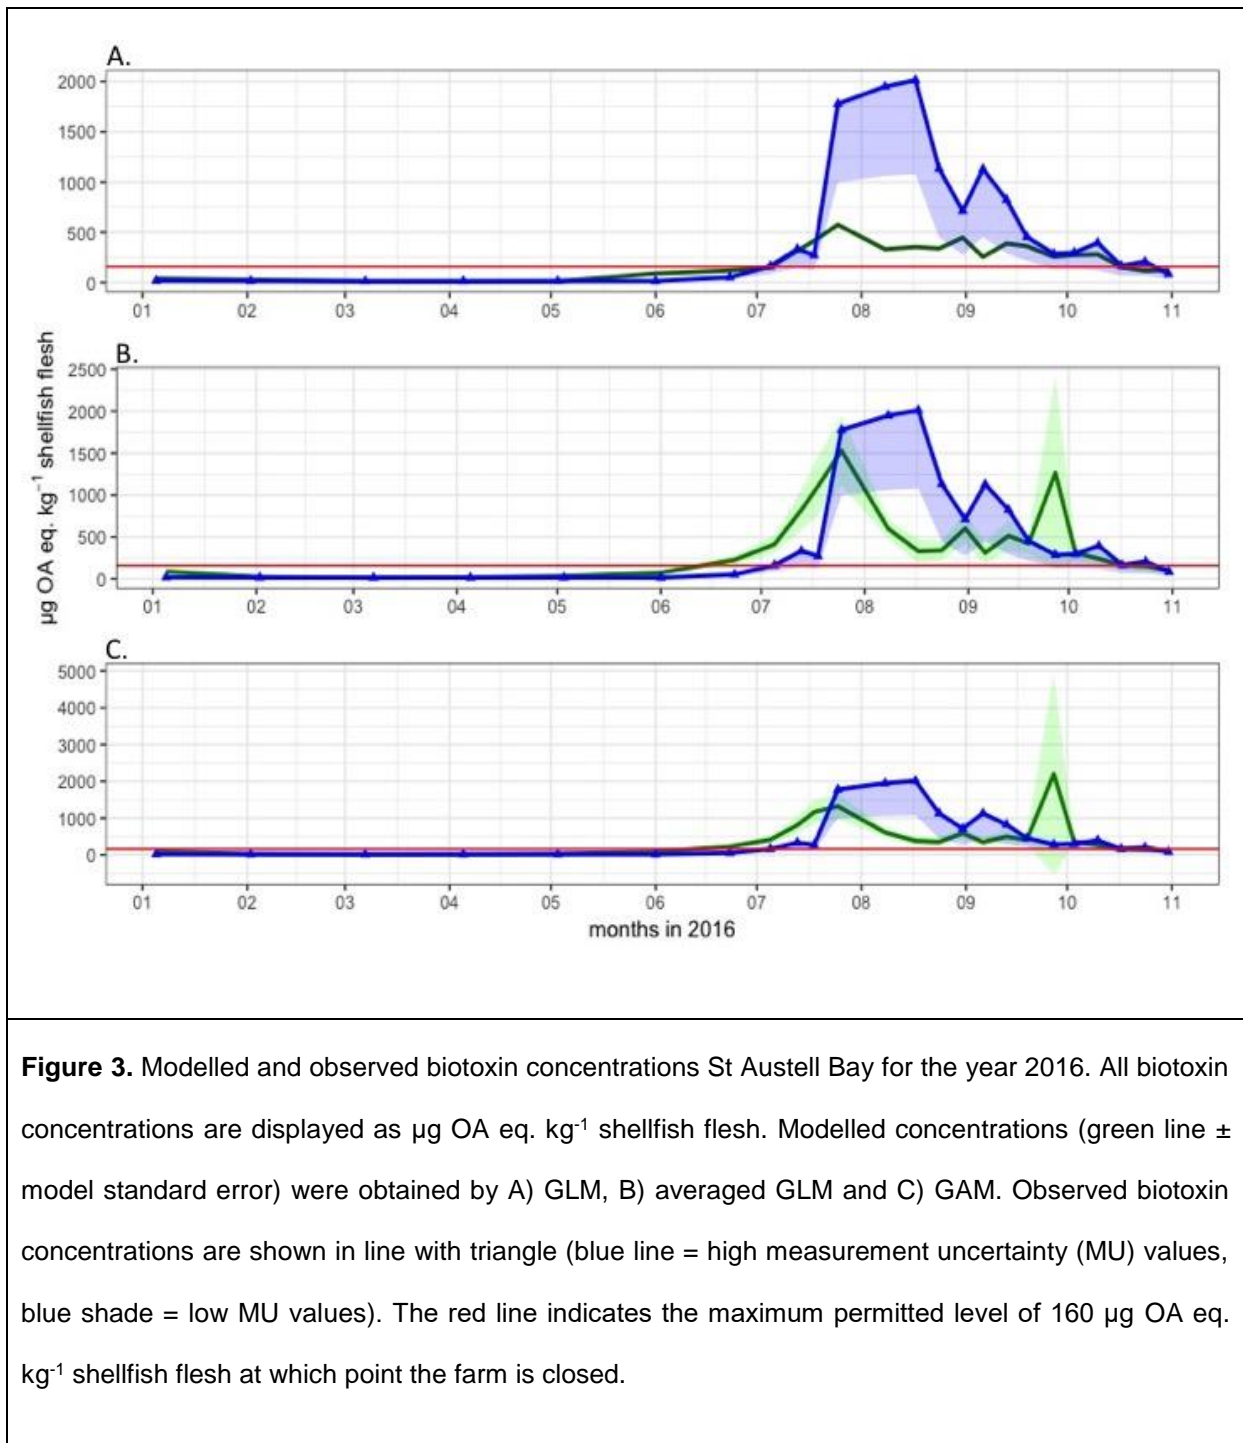 A.
2000
1500
1000
500
0
01 02 03 04 05 06 07 08 09 10 11
B.
2500
2000
1500
1000
500
0
01 02 03 04 05 06 07 08 09 10 11
µg OA eq. kg⁻¹ shellfish flesh
C.
5000
4000
3000
2000
1000
0
01 02 03 04 05 06 07 08 09 10 11
months in 2016
Figure 3. Modelled and observed biotoxin concentrations St Austell Bay for the year 2016. All biotoxin
concentrations are displayed as µg OA eq. kg⁻¹ shellfish flesh. Modelled concentrations (green line ±
model standard error) were obtained by A) GLM, B) averaged GLM and C) GAM. Observed biotoxin
concentrations are shown in line with triangle (blue line = high measurement uncertainty (MU) values,
blue shade = low MU values). The red line indicates the maximum permitted level of 160 µg OA eq.
kg⁻¹ shellfish flesh at which point the farm is closed.